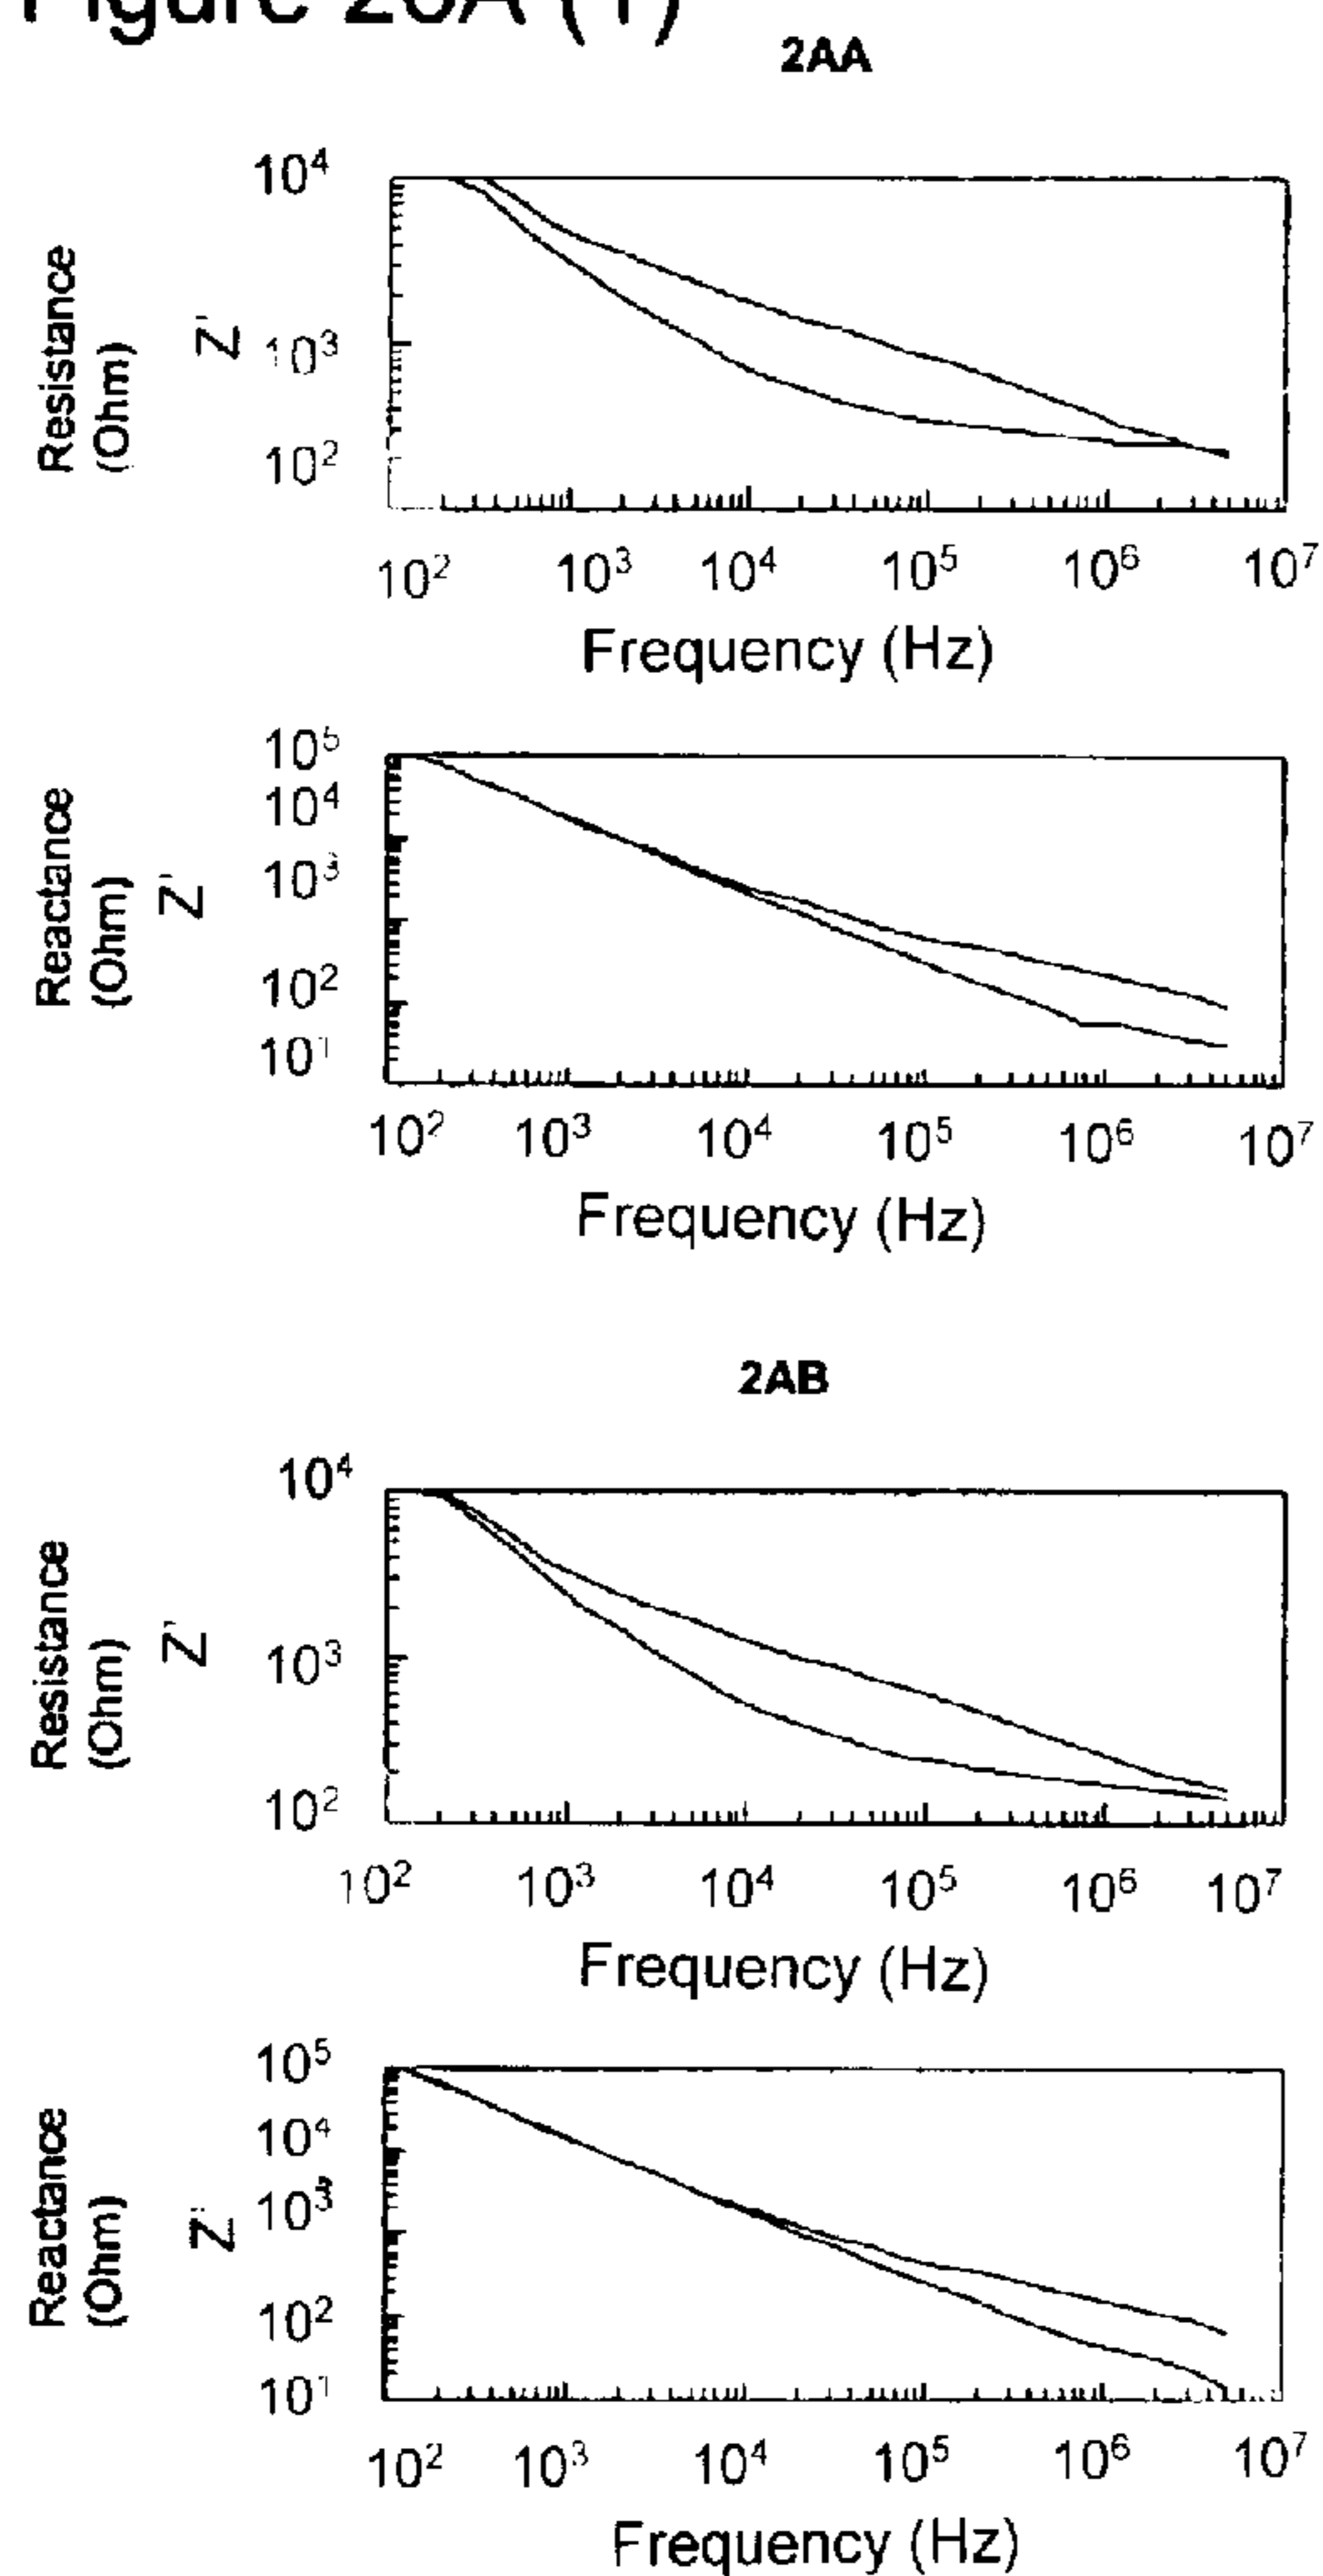 Figure 26A (1)
2AA
Resistance
(Ohm)
Z'
10⁴
10³
10²
10² 10³ 10⁴ 10⁵ 10⁶ 10⁷
Frequency (Hz)
Reactance
(Ohm)
Z'
10⁵
10⁴
10³
10²
10¹
10² 10³ 10⁴ 10⁵ 10⁶ 10⁷
Frequency (Hz)
2AB
Resistance
(Ohm)
Z'
10⁴
10³
10²
10² 10³ 10⁴ 10⁵ 10⁶ 10⁷
Frequency (Hz)
Reactance
(Ohm)
Z'
10⁵
10⁴
10³
10²
10¹
10² 10³ 10⁴ 10⁵ 10⁶ 10⁷
Frequency (Hz)